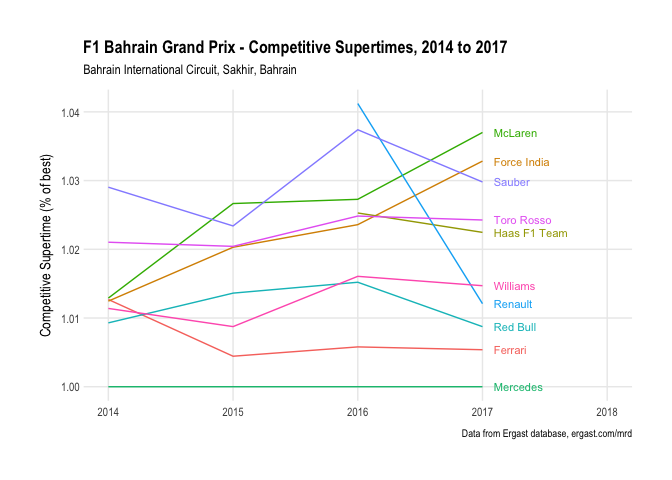 F1 Bahrain Grand Prix - Competitive Supertimes, 2014 to 2017
Bahrain International Circuit, Sakhir, Bahrain
Competitive Supertime (% of best)
1.04
1.03
1.02
1.01
1.00
McLaren
Force India
Sauber
Toro Rosso
Haas F1 Team
Williams
Renault
Red Bull
Ferrari
Mercedes
2014 2015 2016 2017 2018
Data from Ergast database, ergast.com/mrd